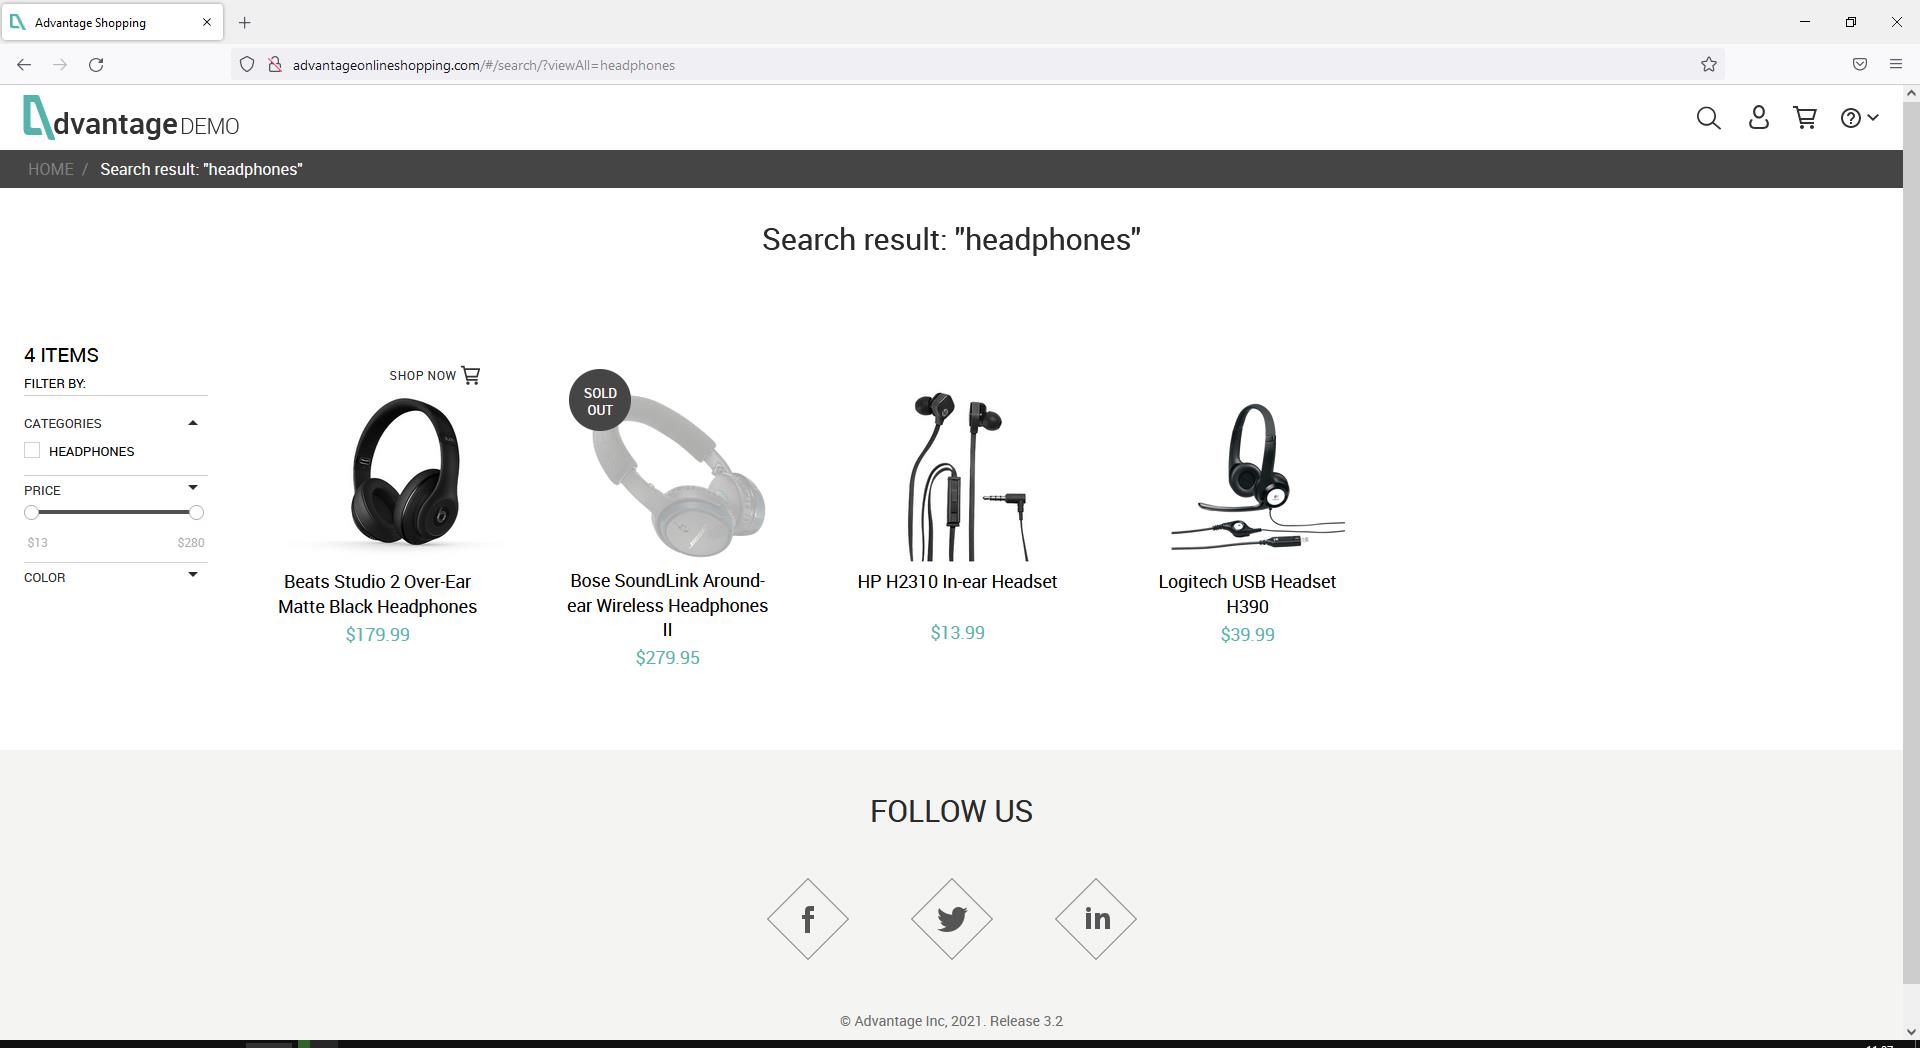 Advantage Shopping
advantageonlineshopping.com/#/search/?viewAll=headphones
dvantage DEMO
HOME / Search result: "headphones"
Search result: "headphones"
4 ITEMS
FILTER BY:
CATEGORIES
HEADPHONES
PRICE
$13 $280
COLOR
SHOP NOW
Beats Studio 2 Over-Ear
Matte Black Headphones
$179.99
SOLD
OUT
Bose SoundLink Around-
ear Wireless Headphones
II
$279.95
HP H2310 In-ear Headset
$13.99
Logitech USB Headset
H390
$39.99
FOLLOW US
f
in
© Advantage Inc, 2021. Release 3.2